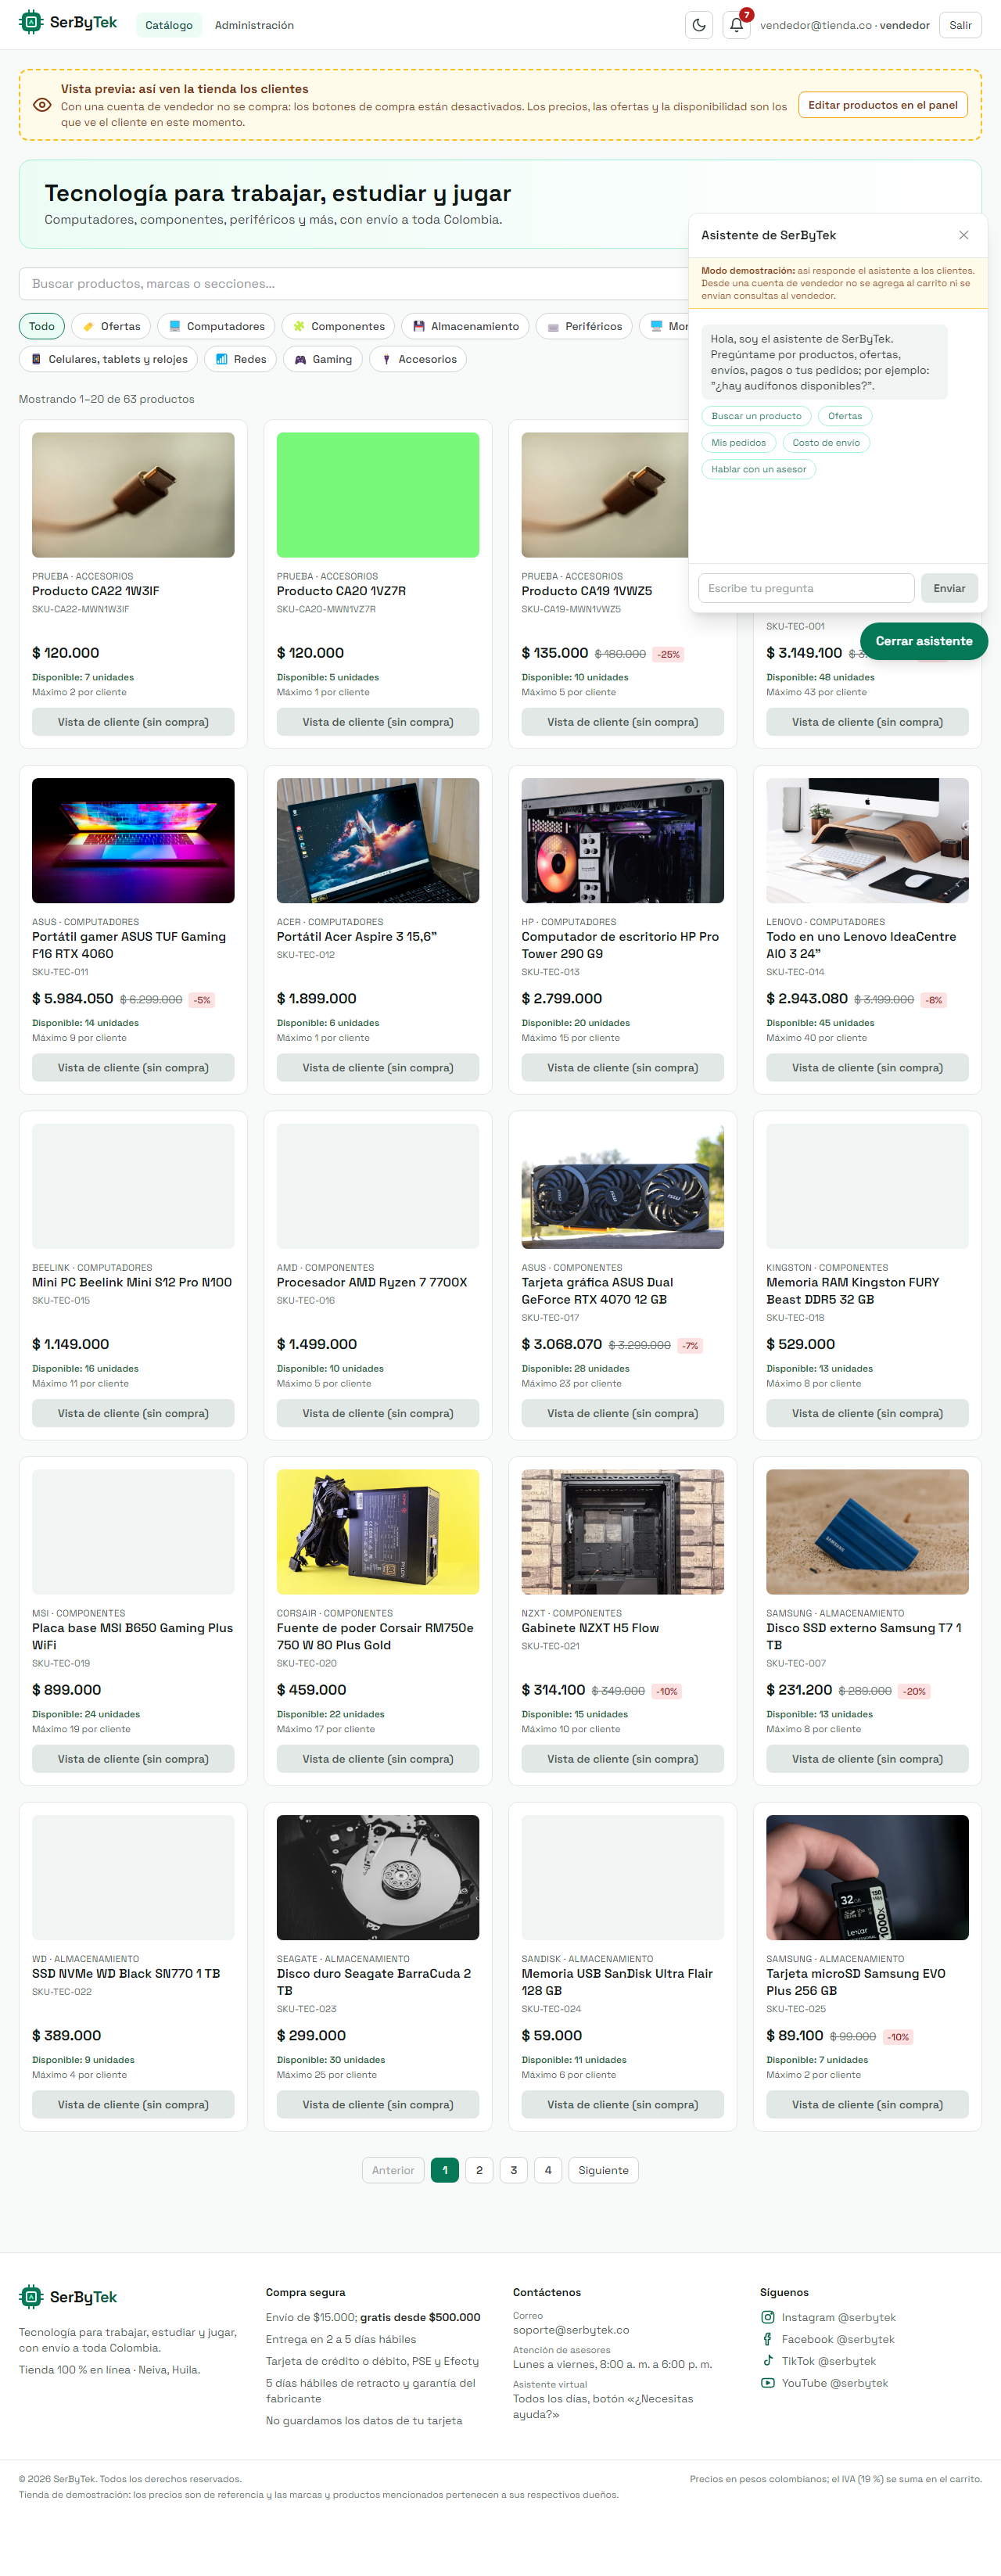 SerByTek
Catálogo
Administración
7
vendedor@tienda.co · vendedor
Salir
Vista previa: así ven la tienda los clientes
Con una cuenta de vendedor no se compra: los botones de compra están desactivados. Los precios, las ofertas y la disponibilidad son los
que ve el cliente en este momento.
Editar productos en el panel
Tecnología para trabajar, estudiar y jugar
Computadores, componentes, periféricos y más, con envío a toda Colombia.
Buscar productos, marcas o secciones...
Todo
Ofertas
Computadores
Componentes
Almacenamiento
Periféricos
Celulares, tablets y relojes
Redes
Gaming
Accesorios
Asistente de SerByTek
Modo demostración: así responde el asistente a los clientes.
Desde una cuenta de vendedor no se agrega al carrito ni se
envían consultas al vendedor.
Hola, soy el asistente de SerByTek.
Pregúntame por productos, ofertas,
envíos, pagos o tus pedidos; por ejemplo:
"¿hay audífonos disponibles?".
Buscar un producto
Ofertas
Mis pedidos
Costo de envío
Hablar con un asesor
Escribe tu pregunta
Enviar
Cerrar asistente
Mostrando 1–20 de 63 productos
PRUEBA · ACCESORIOS
Producto CA22 1W3IF
SKU-CA22-MWN1W3IF
$ 120.000
Disponible: 7 unidades
Máximo 2 por cliente
Vista de cliente (sin compra)
PRUEBA · ACCESORIOS
Producto CA20 1VZ7R
SKU-CA20-MWN1VZ7R
$ 120.000
Disponible: 5 unidades
Máximo 1 por cliente
Vista de cliente (sin compra)
PRUEBA · ACCESORIOS
Producto CA19 1VWZ5
SKU-CA19-MWN1VWZ5
$ 135.000 $ 180.000 -25%
Disponible: 10 unidades
Máximo 5 por cliente
Vista de cliente (sin compra)
SKU-TEC-001
$ 3.149.100
Disponible: 48 unidades
Máximo 43 por cliente
Vista de cliente (sin compra)
ASUS · COMPUTADORES
Portátil gamer ASUS TUF Gaming
F16 RTX 4060
SKU-TEC-011
$ 5.984.050 $ 6.299.000 -5%
Disponible: 14 unidades
Máximo 9 por cliente
Vista de cliente (sin compra)
ACER · COMPUTADORES
Portátil Acer Aspire 3 15,6"
SKU-TEC-012
$ 1.899.000
Disponible: 6 unidades
Máximo 1 por cliente
Vista de cliente (sin compra)
HP · COMPUTADORES
Computador de escritorio HP Pro
Tower 290 G9
SKU-TEC-013
$ 2.799.000
Disponible: 20 unidades
Máximo 15 por cliente
Vista de cliente (sin compra)
LENOVO · COMPUTADORES
Todo en uno Lenovo IdeaCentre
AIO 3 24"
SKU-TEC-014
$ 2.943.080 $ 3.199.000 -8%
Disponible: 45 unidades
Máximo 40 por cliente
Vista de cliente (sin compra)
BEELINK · COMPUTADORES
Mini PC Beelink Mini S12 Pro N100
SKU-TEC-015
$ 1.149.000
Disponible: 16 unidades
Máximo 11 por cliente
Vista de cliente (sin compra)
AMD · COMPONENTES
Procesador AMD Ryzen 7 7700X
SKU-TEC-016
$ 1.499.000
Disponible: 10 unidades
Máximo 5 por cliente
Vista de cliente (sin compra)
ASUS · COMPONENTES
Tarjeta gráfica ASUS Dual
GeForce RTX 4070 12 GB
SKU-TEC-017
$ 3.068.070 $ 3.299.000 -7%
Disponible: 28 unidades
Máximo 23 por cliente
Vista de cliente (sin compra)
KINGSTON · COMPONENTES
Memoria RAM Kingston FURY
Beast DDR5 32 GB
SKU-TEC-018
$ 529.000
Disponible: 13 unidades
Máximo 8 por cliente
Vista de cliente (sin compra)
MSI · COMPONENTES
Placa base MSI B650 Gaming Plus
WiFi
SKU-TEC-019
$ 899.000
Disponible: 24 unidades
Máximo 19 por cliente
Vista de cliente (sin compra)
CORSAIR · COMPONENTES
Fuente de poder Corsair RM750e
750 W 80 Plus Gold
SKU-TEC-020
$ 459.000
Disponible: 22 unidades
Máximo 17 por cliente
Vista de cliente (sin compra)
NZXT · COMPONENTES
Gabinete NZXT H5 Flow
SKU-TEC-021
$ 314.100 $ 349.000 -10%
Disponible: 15 unidades
Máximo 10 por cliente
Vista de cliente (sin compra)
SAMSUNG
SAMSUNG · ALMACENAMIENTO
Disco SSD externo Samsung T7 1
TB
SKU-TEC-007
$ 231.200 $ 289.000 -20%
Disponible: 13 unidades
Máximo 8 por cliente
Vista de cliente (sin compra)
WD · ALMACENAMIENTO
SSD NVMe WD Black SN770 1 TB
SKU-TEC-022
$ 389.000
Disponible: 9 unidades
Máximo 4 por cliente
Vista de cliente (sin compra)
SEAGATE · ALMACENAMIENTO
Disco duro Seagate BarraCuda 2
TB
SKU-TEC-023
$ 299.000
Disponible: 30 unidades
Máximo 25 por cliente
Vista de cliente (sin compra)
SANDISK · ALMACENAMIENTO
Memoria USB SanDisk Ultra Flair
128 GB
SKU-TEC-024
$ 59.000
Disponible: 11 unidades
Máximo 6 por cliente
Vista de cliente (sin compra)
32GB
Lexar
1000x
SAMSUNG · ALMACENAMIENTO
Tarjeta microSD Samsung EVO
Plus 256 GB
SKU-TEC-025
$ 89.100 $ 99.000 -10%
Disponible: 7 unidades
Máximo 2 por cliente
Vista de cliente (sin compra)
Anterior
1
2
3
4
Siguiente
SerByTek
Tecnología para trabajar, estudiar y jugar,
con envío a toda Colombia.
Tienda 100 % en línea · Neiva, Huila.
Compra segura
Envío de $15.000; gratis desde $500.000
Entrega en 2 a 5 días hábiles
Tarjeta de crédito o débito, PSE y Efecty
5 días hábiles de retracto y garantía del
fabricante
No guardamos los datos de tu tarjeta
Contáctenos
Correo
soporte@serbytek.co
Atención de asesores
Lunes a viernes, 8:00 a. m. a 6:00 p. m.
Asistente virtual
Todos los días, botón «¿Necesitas
ayuda?»
Síguenos
Instagram @serbytek
Facebook @serbytek
TikTok @serbytek
YouTube @serbytek
© 2026 SerByTek. Todos los derechos reservados.
Precios en pesos colombianos; el IVA (19 %) se suma en el carrito.
Tienda de demostración: los precios son de referencia y las marcas y productos mencionados pertenecen a sus respectivos dueños.